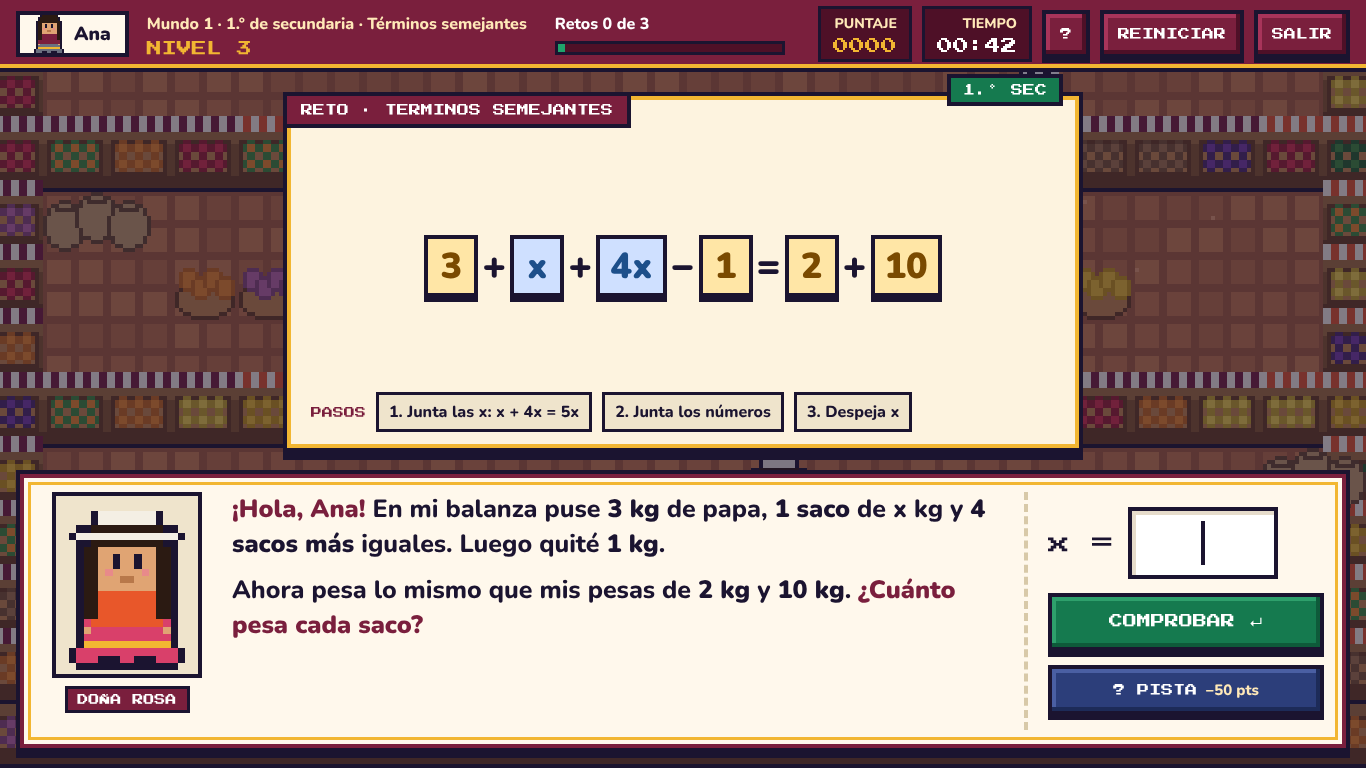 Ana
Mundo 1 · 1.º de secundaria · Términos semejantes
NIVEL 3
Retos 0 de 3
PUNTAJE
0000
TIEMPO
00:42
?
REINICIAR
SALIR
RETO · TERMINOS SEMEJANTES
1.º SEC
3 + x + 4x − 1 = 2 + 10
PASOS
1. Junta las x: x + 4x = 5x
2. Junta los números
3. Despeja x
¡Hola, Ana! En mi balanza puse 3 kg de papa, 1 saco de x kg y 4
sacos más iguales. Luego quité 1 kg.
Ahora pesa lo mismo que mis pesas de 2 kg y 10 kg. ¿Cuánto
pesa cada saco?
DOÑA ROSA
x =
COMPROBAR ↵
? PISTA −50 pts